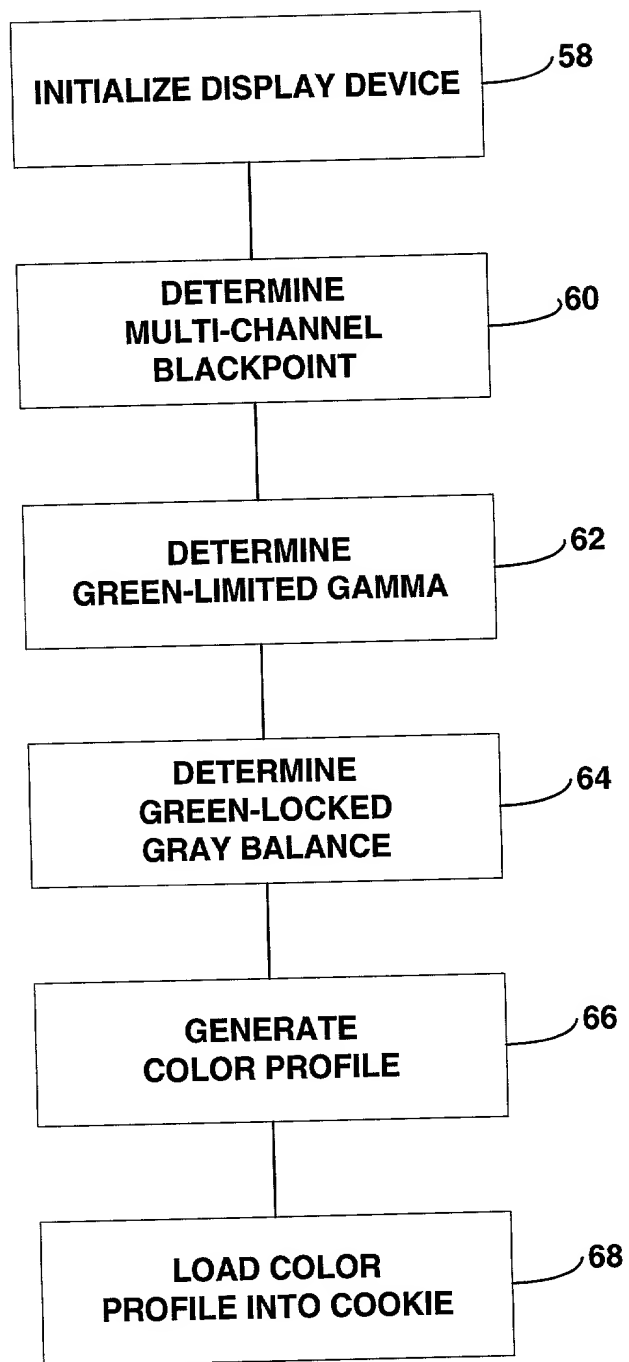 INITIALIZE DISPLAY DEVICE
58
DETERMINE
MULTI-CHANNEL
BLACKPOINT
60
DETERMINE
GREEN-LIMITED GAMMA
62
DETERMINE
GREEN-LOCKED
GRAY BALANCE
64
GENERATE
COLOR PROFILE
66
LOAD COLOR
PROFILE INTO COOKIE
68